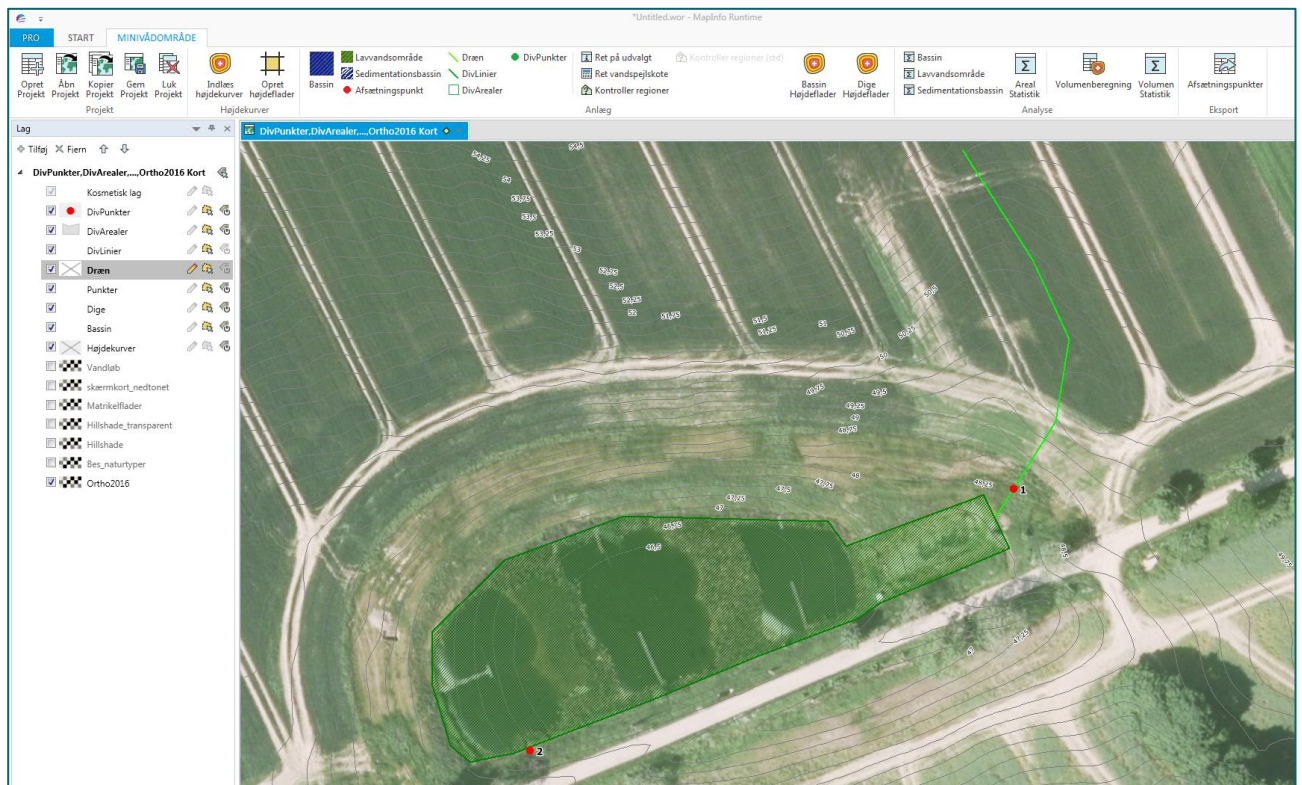 *Untitled.wor - MapInfo Runtime
PRO START MINIVÅDOMRÅDE
Opret Projekt
Åbn Projekt
Kopier Projekt
Gem Projekt
Luk Projekt
Projekt
Indlæs højdekurver
Opret højdeflader
Højdekurver
Bassin
Lavvandsområde
Sedimentationsbassin
Afsætningspunkt
Dræn
DivLinier
DivArealer
DivPunkter
Ret på udvalgt
Ret vandspejlskote
Kontroller regioner
Kontroller regioner (std)
Bassin Højdeflader
Dige Højdeflader
Anlæg
Bassin
Lavvandsområde
Sedimentationsbassin
Areal Statistik
Volumenberegning
Volumen Statistik
Analyse
Afsætningspunkter
Eksport
Lag
Tilføj Fjern
DivPunkter,DivArealer,...,Ortho2016 Kort
Kosmetisk lag
DivPunkter
DivArealer
DivLinier
Dræn
Punkter
Dige
Bassin
Højdekurver
Vandløb
skærmkort_nedtonet
Matrikelflader
Hillshade_transparent
Hillshade
Bes_naturtyper
Ortho2016
DivPunkter,DivArealer,...,Ortho2016 Kort
54,25
54,5
54
53,75
53,5
53,25
53
52,75
52,5
52,25
52
51,75
51,5
51,25
51
50,75
50,5
50,25
50
49,75
49,5
49,25
49
48,75
48
48,25
47,5
47,25
47
46,75
46,5
1
2
47
47,25